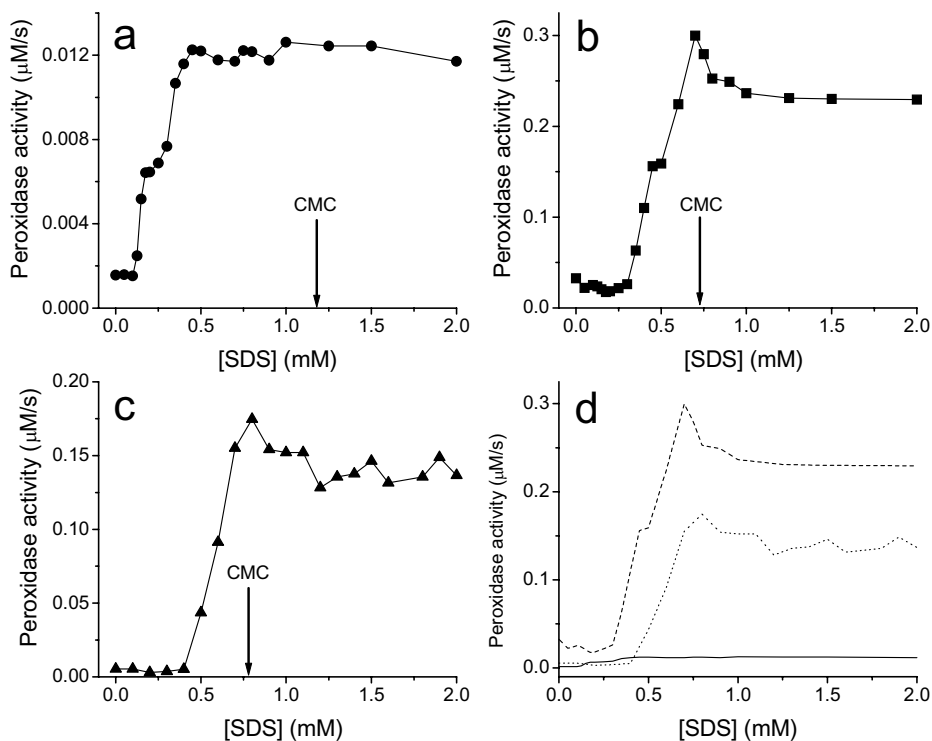 a
Peroxidase activity (μM/s)
0.012
0.008
0.004
0.000
CMC
0.0 0.5 1.0 1.5 2.0
[SDS] (mM)
b
Peroxidase activity (μM/s)
0.3
0.2
0.1
0.0
CMC
0.0 0.5 1.0 1.5 2.0
[SDS] (mM)
c
Peroxidase activity (μM/s)
0.20
0.15
0.10
0.05
0.00
CMC
0.0 0.5 1.0 1.5 2.0
[SDS] (mM)
d
Peroxidase activity (μM/s)
0.3
0.2
0.1
0.0
0.0 0.5 1.0 1.5 2.0
[SDS] (mM)